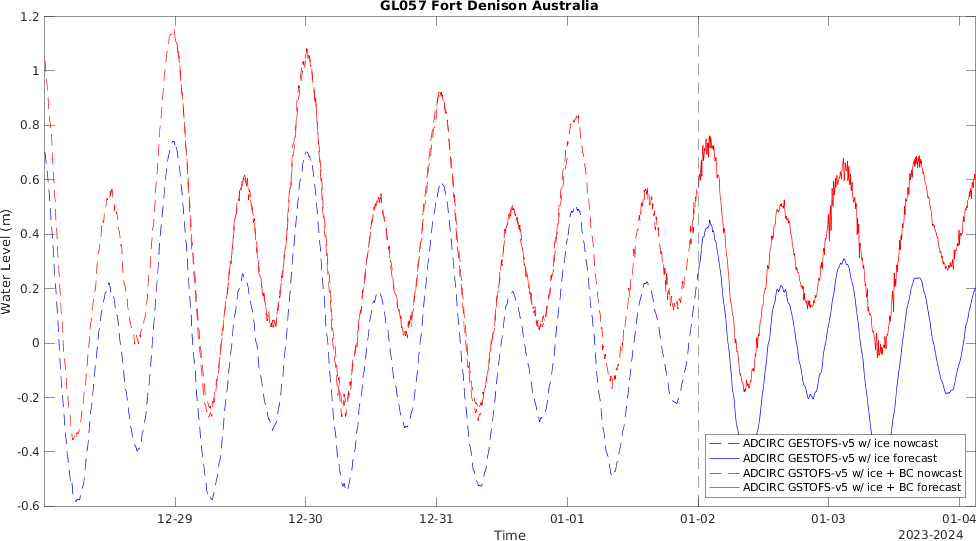 GL057 Fort Denison Australia
1.2
1
0.8
0.6
0.4
0.2
0
-0.2
-0.4
-0.6
Water Level (m)
12-29 12-30 12-31 01-01 01-02 01-03 01-04
Time
2023-2024
ADCIRC GESTOFS-v5 w/ ice nowcast
ADCIRC GESTOFS-v5 w/ ice forecast
ADCIRC GSTOFS-v5 w/ ice + BC nowcast
ADCIRC GSTOFS-v5 w/ ice + BC forecast